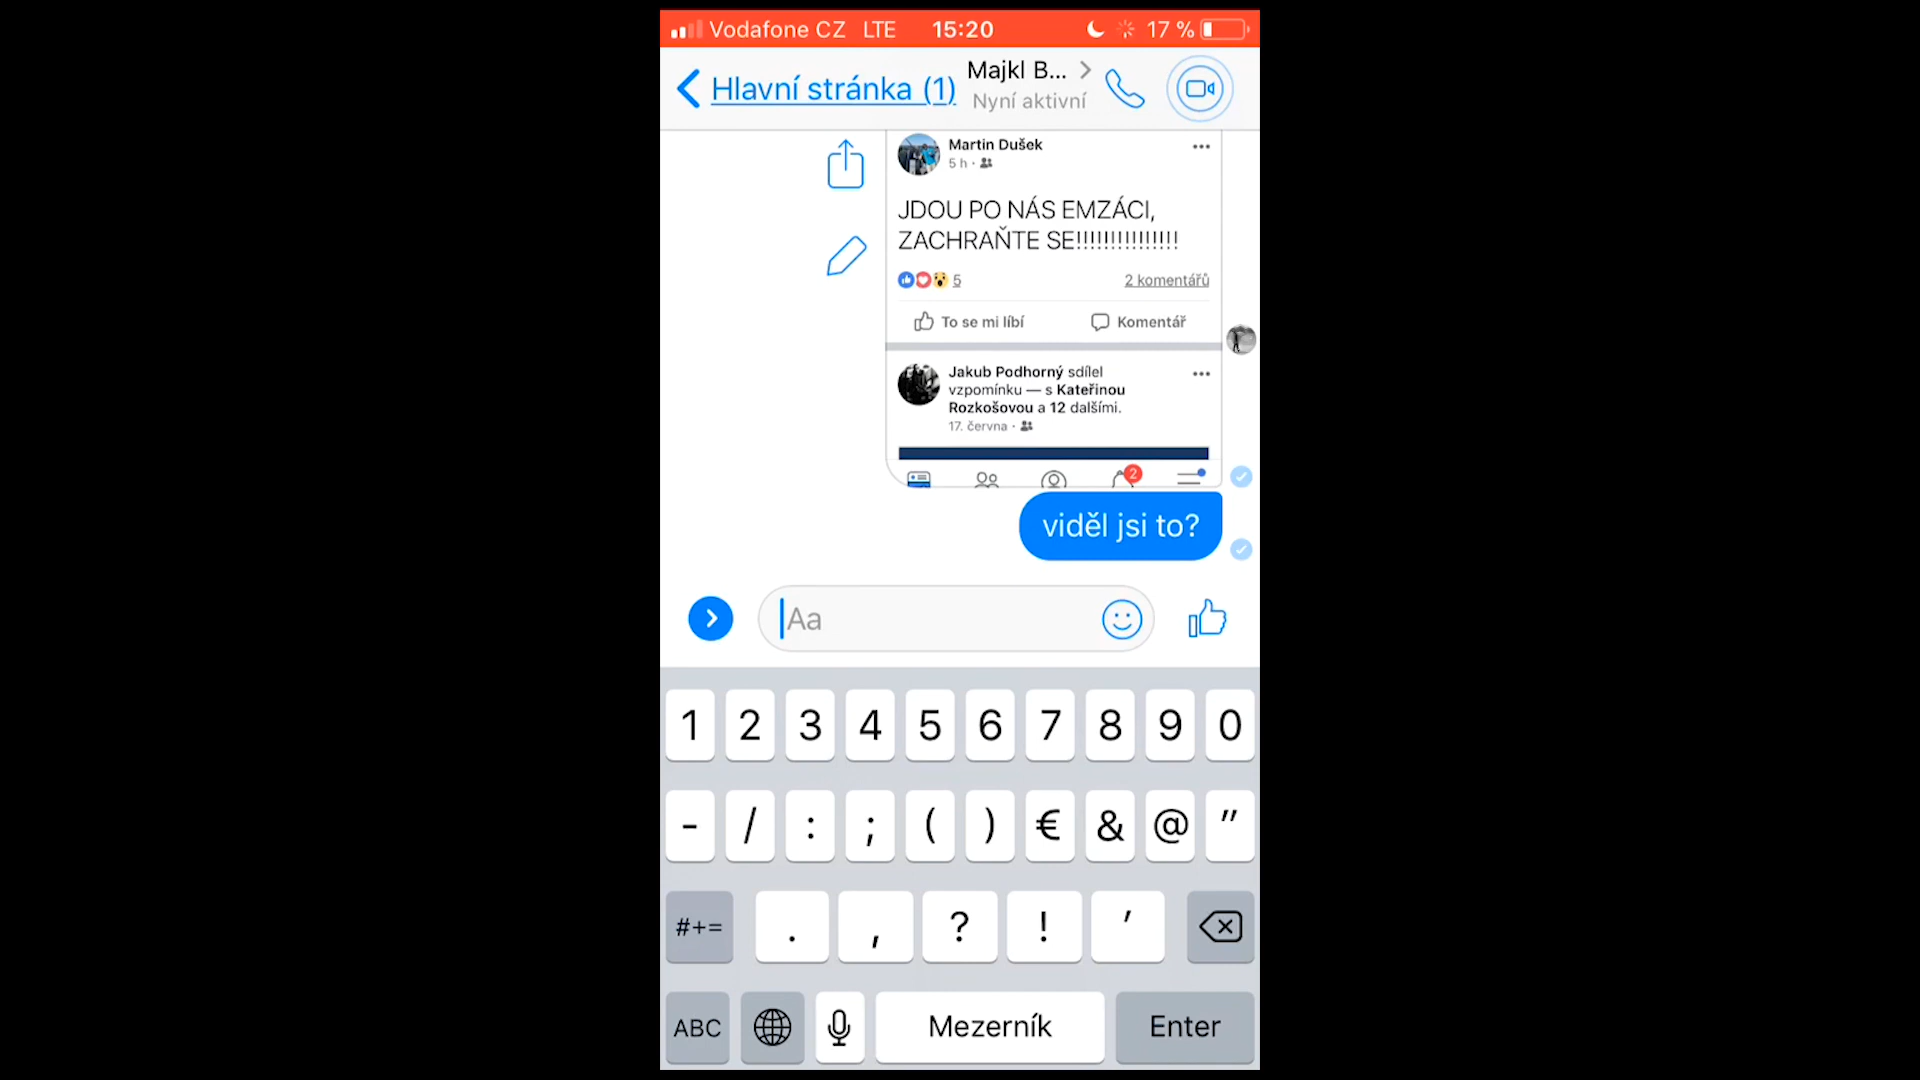 Vodafone CZ LTE 15:20 17 %
Hlavní stránka (1)
Majkl B...
Nyní aktivní
Martin Dušek
5 h ·
JDOU PO NÁS EMZÁCI,
ZACHRAŇTE SE!!!!!!!!!!!!!!!
5 2 komentářů
To se mi líbí Komentář
Jakub Podhorný sdílel
vzpomínku — s Kateřinou
Rozkošovou a 12 dalšími.
17. června ·
2
viděl jsi to?
Aa
1 2 3 4 5 6 7 8 9 0
- / : ; ( ) € & @ "
#+= . , ? ! '
ABC Mezerník Enter